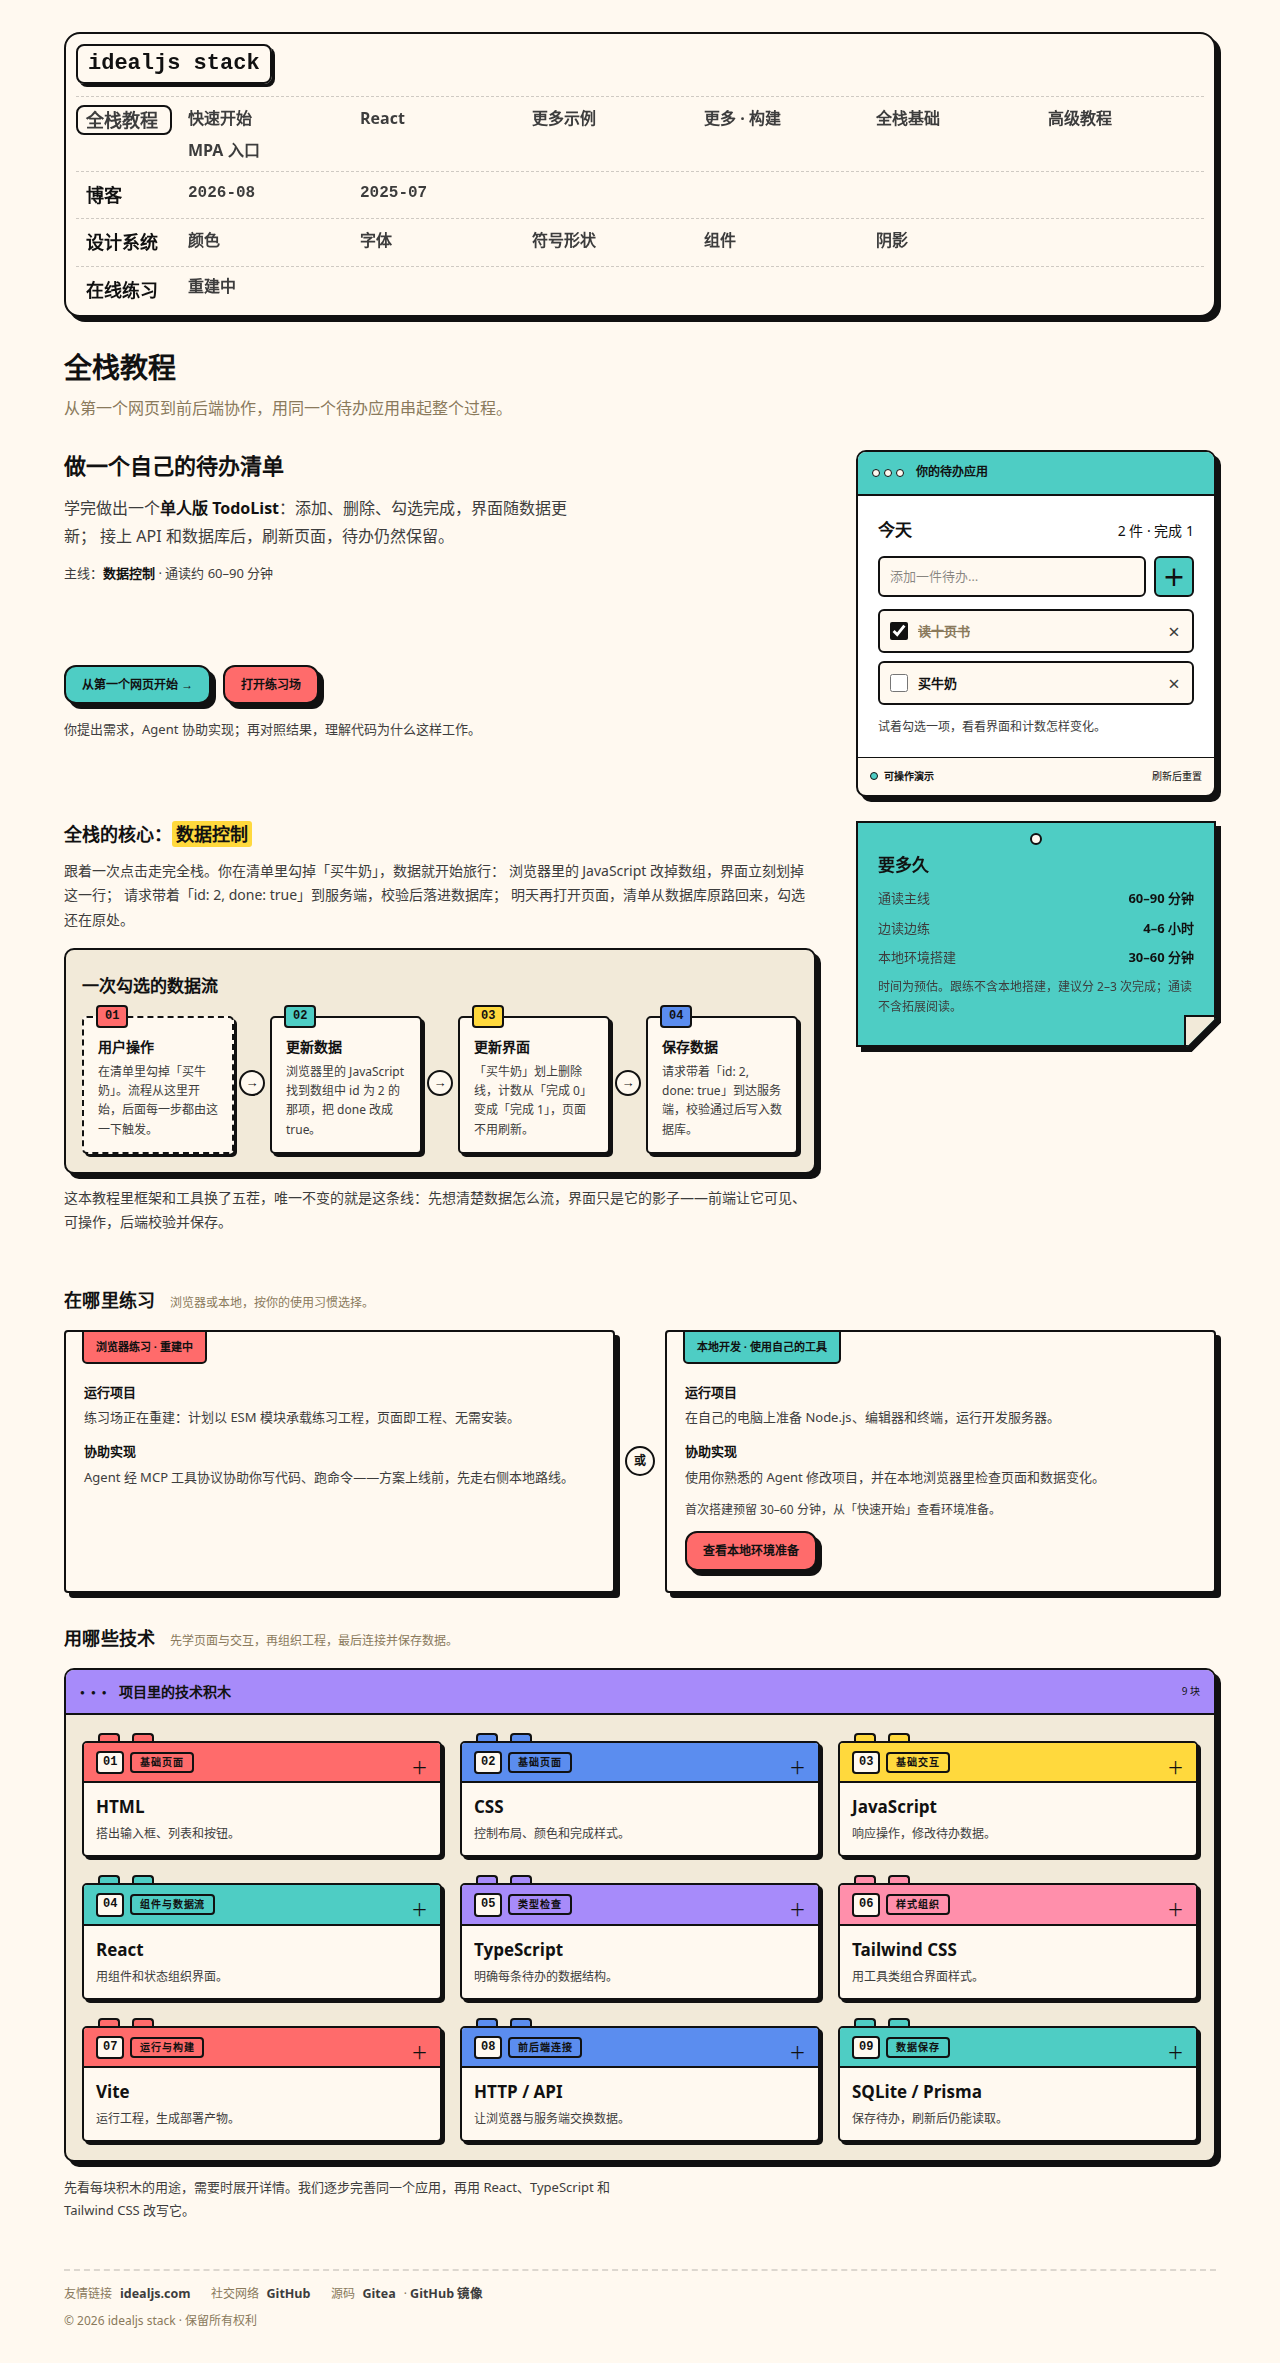 idealjs stack
全栈教程 快速开始 React 更多示例 更多 · 构建 全栈基础 高级教程
MPA 入口
博客 2026-08 2025-07
设计系统 颜色 字体 符号形状 组件 阴影
在线练习 重建中
全栈教程
从第一个网页到前后端协作，用同一个待办应用串起整个过程。
做一个自己的待办清单
学完做出一个单人版 TodoList：添加、删除、勾选完成，界面随数据更
新； 接上 API 和数据库后，刷新页面，待办仍然保留。
主线：数据控制 · 通读约 60–90 分钟
从第一个网页开始 →
打开练习场
你提出需求，Agent 协助实现；再对照结果，理解代码为什么这样工作。
你的待办应用
今天
2 件 · 完成 1
添加一件待办…
+
读十页书 ×
买牛奶 ×
试着勾选一项，看看界面和计数怎样变化。
可操作演示
刷新后重置
全栈的核心：数据控制
跟着一次点击走完全栈。你在清单里勾掉「买牛奶」，数据就开始旅行： 浏览器里的 JavaScript 改掉数组，界面立刻划掉
这一行； 请求带着「id: 2, done: true」到服务端，校验后落进数据库； 明天再打开页面，清单从数据库原路回来，勾选
还在原处。
要多久
通读主线 60–90 分钟
边读边练 4–6 小时
本地环境搭建 30–60 分钟
时间为预估。跟练不含本地搭建，建议分 2–3 次完成；通读
不含拓展阅读。
一次勾选的数据流
01
用户操作
在清单里勾掉「买牛
奶」。流程从这里开
始，后面每一步都由这
一下触发。
→
02
更新数据
浏览器里的 JavaScript
找到数组中 id 为 2 的
那项，把 done 改成
true。
→
03
更新界面
「买牛奶」划上删除
线，计数从「完成 0」
变成「完成 1」，页面
不用刷新。
→
04
保存数据
请求带着「id: 2,
done: true」到达服务
端，校验通过后写入数
据库。
这本教程里框架和工具换了五茬，唯一不变的就是这条线：先想清楚数据怎么流，界面只是它的影子——前端让它可见、
可操作，后端校验并保存。
在哪里练习 浏览器或本地，按你的使用习惯选择。
浏览器练习 · 重建中
运行项目
练习场正在重建：计划以 ESM 模块承载练习工程，页面即工程、无需安装。
协助实现
Agent 经 MCP 工具协议协助你写代码、跑命令——方案上线前，先走右侧本地路线。
或
本地开发 · 使用自己的工具
运行项目
在自己的电脑上准备 Node.js、编辑器和终端，运行开发服务器。
协助实现
使用你熟悉的 Agent 修改项目，并在本地浏览器里检查页面和数据变化。
首次搭建预留 30–60 分钟，从「快速开始」查看环境准备。
查看本地环境准备
用哪些技术 先学页面与交互，再组织工程，最后连接并保存数据。
项目里的技术积木
9 块
01 基础页面 +
HTML
搭出输入框、列表和按钮。
02 基础页面 +
CSS
控制布局、颜色和完成样式。
03 基础交互 +
JavaScript
响应操作，修改待办数据。
04 组件与数据流 +
React
用组件和状态组织界面。
05 类型检查 +
TypeScript
明确每条待办的数据结构。
06 样式组织 +
Tailwind CSS
用工具类组合界面样式。
07 运行与构建 +
Vite
运行工程，生成部署产物。
08 前后端连接 +
HTTP / API
让浏览器与服务端交换数据。
09 数据保存 +
SQLite / Prisma
保存待办，刷新后仍能读取。
先看每块积木的用途，需要时展开详情。我们逐步完善同一个应用，再用 React、TypeScript 和
Tailwind CSS 改写它。
友情链接 idealjs.com 社交网络 GitHub 源码 Gitea · GitHub 镜像
© 2026 idealjs stack · 保留所有权利